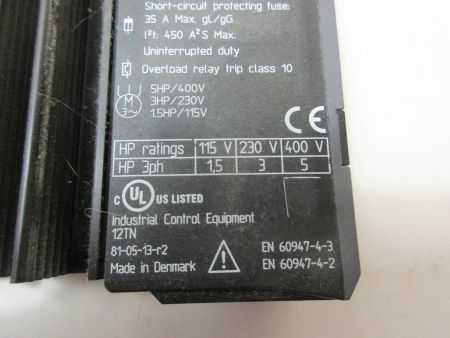 Short-circuit protecting fuse:
35 A Max. gL/gG
I²t: 450 A²S Max.
Uninterrupted duty
Overload relay trip class 10
5HP/400V
M 3~ 3HP/230V
1.5HP/115V
CE
HP ratings 115 V 230 V 400 V
HP 3ph 1,5 3 5
C UL US LISTED
Industrial Control Equipment
12TN
81-05-13-r2 EN 60947-4-3
Made in Denmark EN 60947-4-2